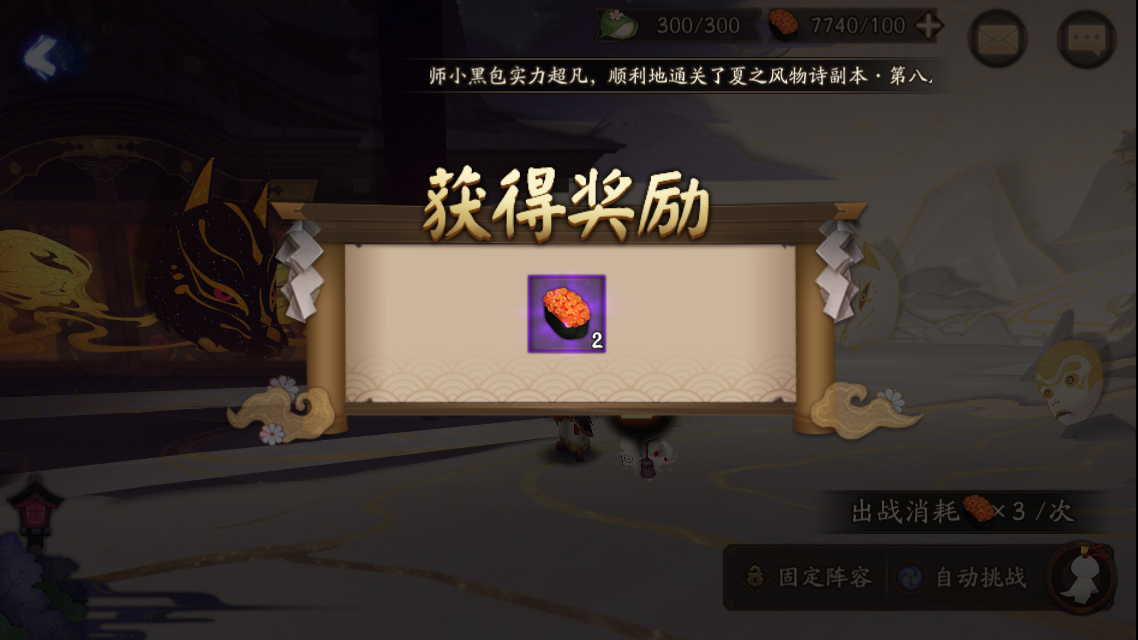 300/300 7740/100
师小黑包实力超凡，顺利地通关了夏之风物诗副本·第八
获得奖励
2
出战消耗×3/次
固定阵容 自动挑战